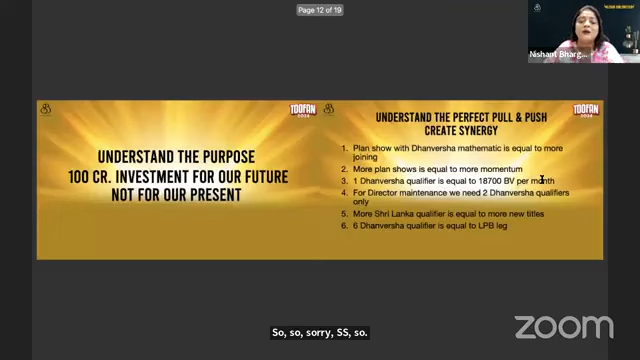 Page 12 of 19
Nishant Bharg...
TOOFAN
2024
UNDERSTAND THE PURPOSE
100 CR. INVESTMENT FOR OUR FUTURE
NOT FOR OUR PRESENT
TOOFAN
2024
UNDERSTAND THE PERFECT PULL & PUSH
CREATE SYNERGY
1. Plan show with Dhanversha mathematic is equal to more
joining
2. More plan shows is equal to more momentum
3. 1 Dhanversha qualifier is equal to 18700 BV per month
4. For Director maintenance we need 2 Dhanversha qualifiers
only
5. More Shri Lanka qualifier is equal to more new titles
6. 6 Dhanversha qualifier is equal to LPB leg
zoom
So, so, sorry, SS, so.